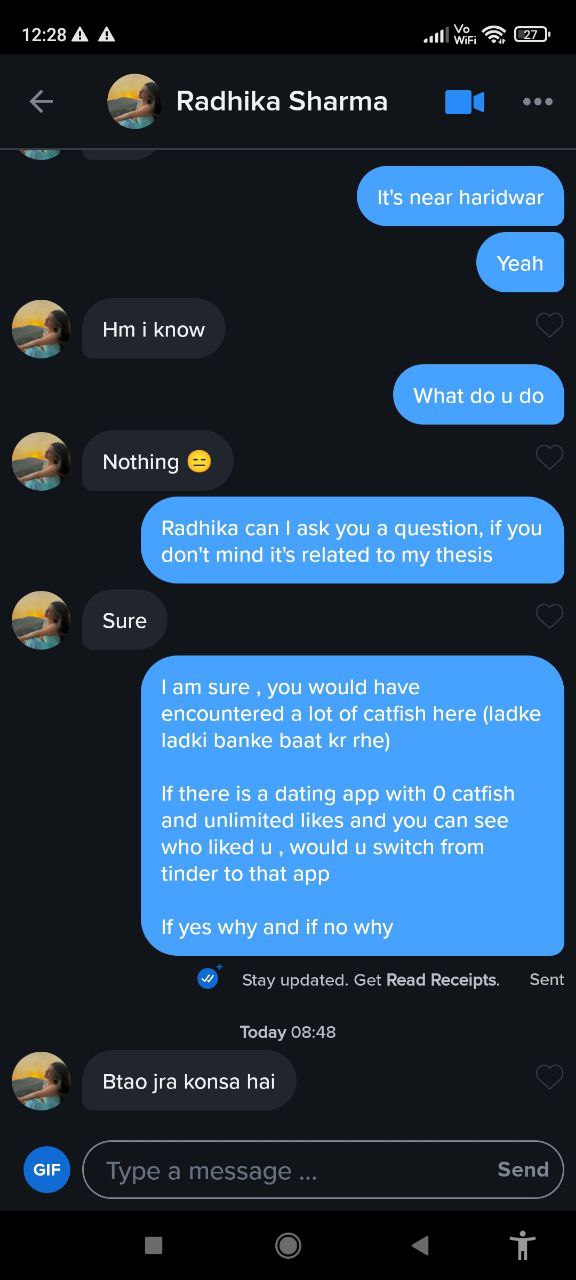 12:28
Vo
WiFi
27
Radhika Sharma
It's near haridwar
Yeah
Hm i know
What do u do
Nothing 😑
Radhika can I ask you a question, if you
don't mind it's related to my thesis
Sure
I am sure , you would have
encountered a lot of catfish here (ladke
ladki banke baat kr rhe)
If there is a dating app with 0 catfish
and unlimited likes and you can see
who liked u , would u switch from
tinder to that app
If yes why and if no why
Stay updated. Get Read Receipts. Sent
Today 08:48
Btao jra konsa hai
GIF Type a message ... Send